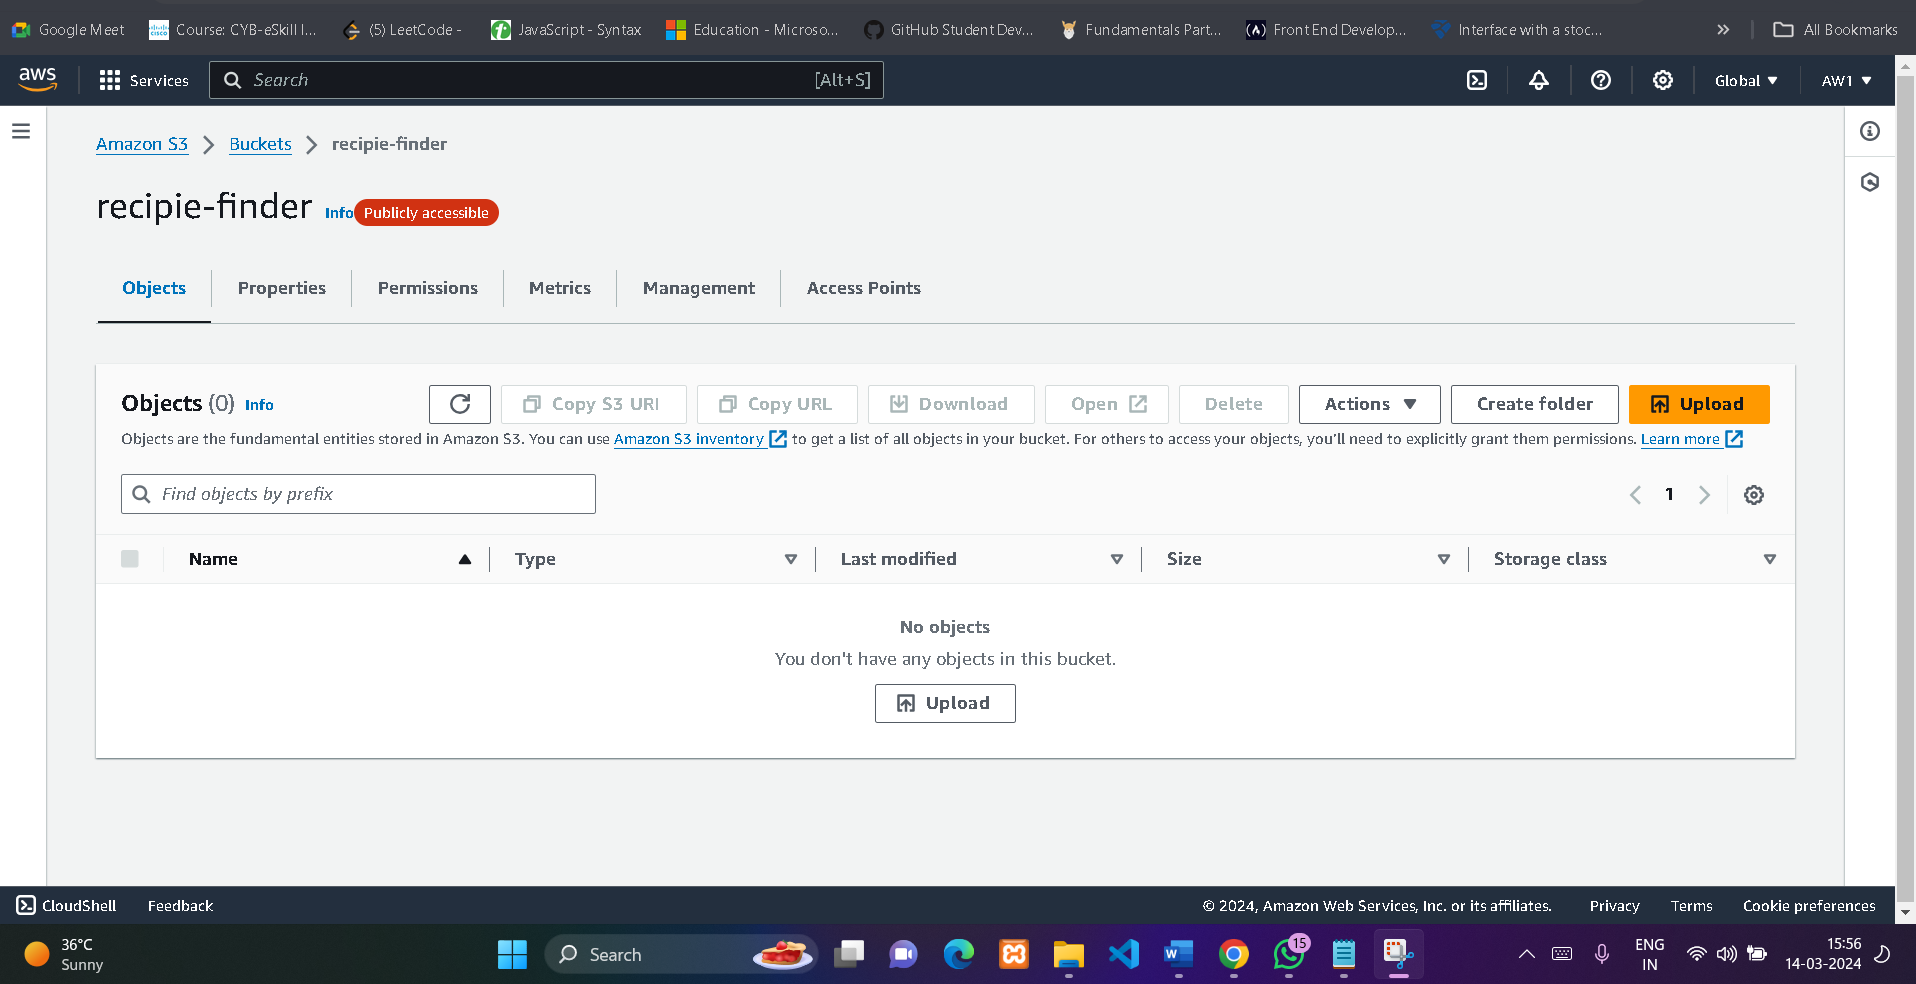 Google Meet Course: CYB-eSkill I... (5) LeetCode - JavaScript - Syntax Education - Microso... GitHub Student Dev... Fundamentals Part... Front End Develop... Interface with a stoc... » All Bookmarks
aws Services Search [Alt+S] Global AW1
Amazon S3 Buckets recipie-finder
recipie-finder Info Publicly accessible
Objects Properties Permissions Metrics Management Access Points
Objects (0) Info Copy S3 URI Copy URL Download Open Delete Actions Create folder Upload
Objects are the fundamental entities stored in Amazon S3. You can use Amazon S3 inventory to get a list of all objects in your bucket. For others to access your objects, you'll need to explicitly grant them permissions. Learn more
Find objects by prefix 1
Name Type Last modified Size Storage class
No objects
You don't have any objects in this bucket.
Upload
CloudShell Feedback © 2024, Amazon Web Services, Inc. or its affiliates. Privacy Terms Cookie preferences
36°C
Sunny
Search
15
ENG
IN
15:56
14-03-2024